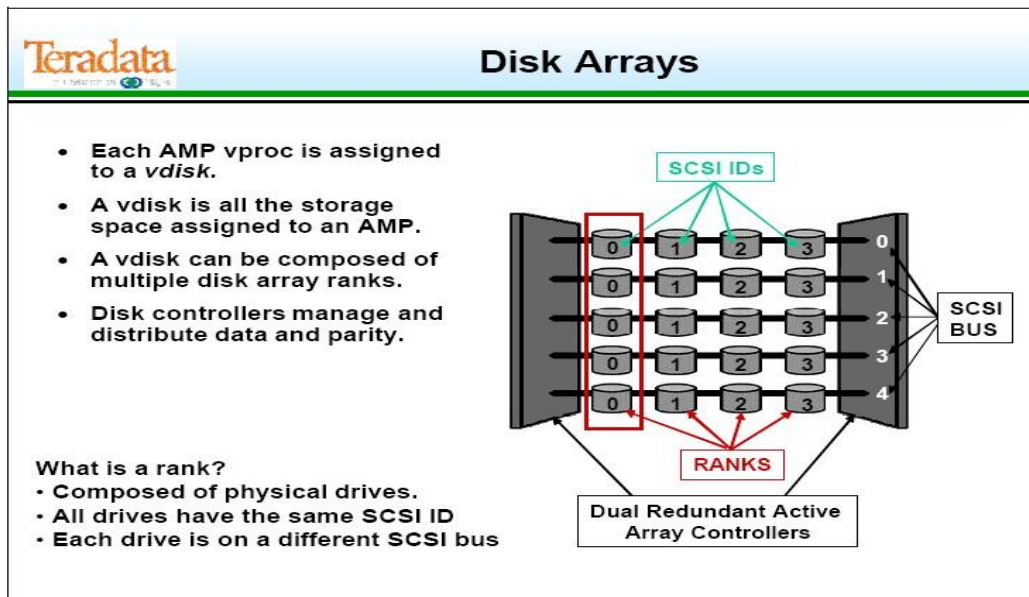 Teradata
Disk Arrays
• Each AMP vproc is assigned
to a vdisk.
• A vdisk is all the storage
space assigned to an AMP.
• A vdisk can be composed of
multiple disk array ranks.
• Disk controllers manage and
distribute data and parity.
What is a rank?
• Composed of physical drives.
• All drives have the same SCSI ID
• Each drive is on a different SCSI bus
SCSI IDs
0 1 2 3 0
0 1 2 3 1
0 1 2 3 2
0 1 2 3 3
0 1 2 3 4
SCSI
BUS
RANKS
Dual Redundant Active
Array Controllers